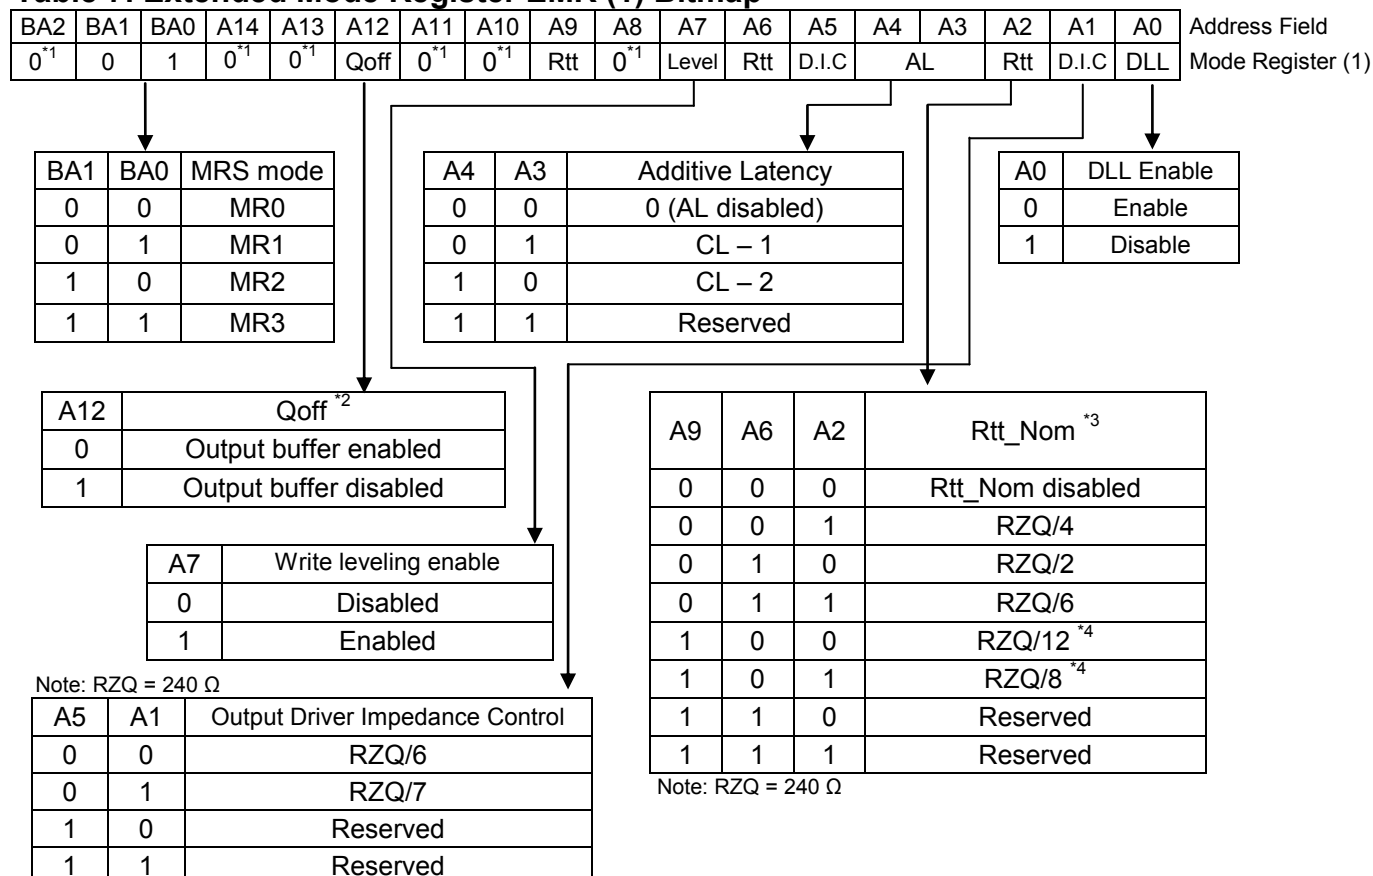 BA2 BA1 BA0 A14 A13 A12 A11 A10 A9 A8 A7 A6 A5 A4 A3 A2 A1 A0 Address Field
0*1 0 1 0*1 0*1 Qoff 0*1 0*1 Rtt 0*1 Level Rtt D.I.C AL Rtt D.I.C DLL Mode Register (1)
BA1 BA0 MRS mode
0 0 MR0
0 1 MR1
1 0 MR2
1 1 MR3
A4 A3 Additive Latency
0 0 0 (AL disabled)
0 1 CL – 1
1 0 CL – 2
1 1 Reserved
A0 DLL Enable
0 Enable
1 Disable
A12 Qoff *2
0 Output buffer enabled
1 Output buffer disabled
A7 Write leveling enable
0 Disabled
1 Enabled
Note: RZQ = 240 Ω
A5 A1 Output Driver Impedance Control
0 0 RZQ/6
0 1 RZQ/7
1 0 Reserved
1 1 Reserved
A9 A6 A2 Rtt_Nom *3
0 0 0 Rtt_Nom disabled
0 0 1 RZQ/4
0 1 0 RZQ/2
0 1 1 RZQ/6
1 0 0 RZQ/12 *4
1 0 1 RZQ/8 *4
1 1 0 Reserved
1 1 1 Reserved
Note: RZQ = 240 Ω